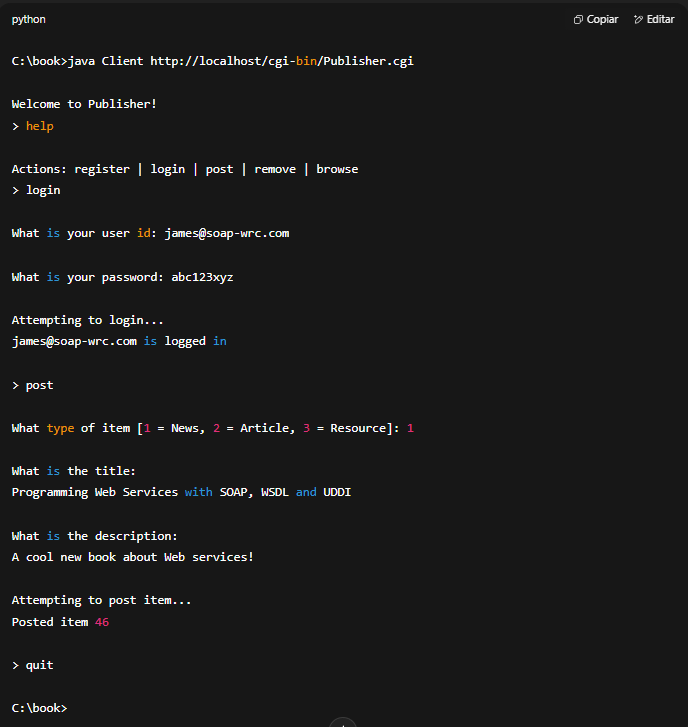 python
Copiar
Editar
C:\book>java Client http://localhost/cgi-bin/Publisher.cgi
Welcome to Publisher!
> help
Actions: register | login | post | remove | browse
> login
What is your user id: james@soap-wrc.com
What is your password: abc123xyz
Attempting to login...
james@soap-wrc.com is logged in
> post
What type of item [1 = News, 2 = Article, 3 = Resource]: 1
What is the title:
Programming Web Services with SOAP, WSDL and UDDI
What is the description:
A cool new book about Web services!
Attempting to post item...
Posted item 46
> quit
C:\book>